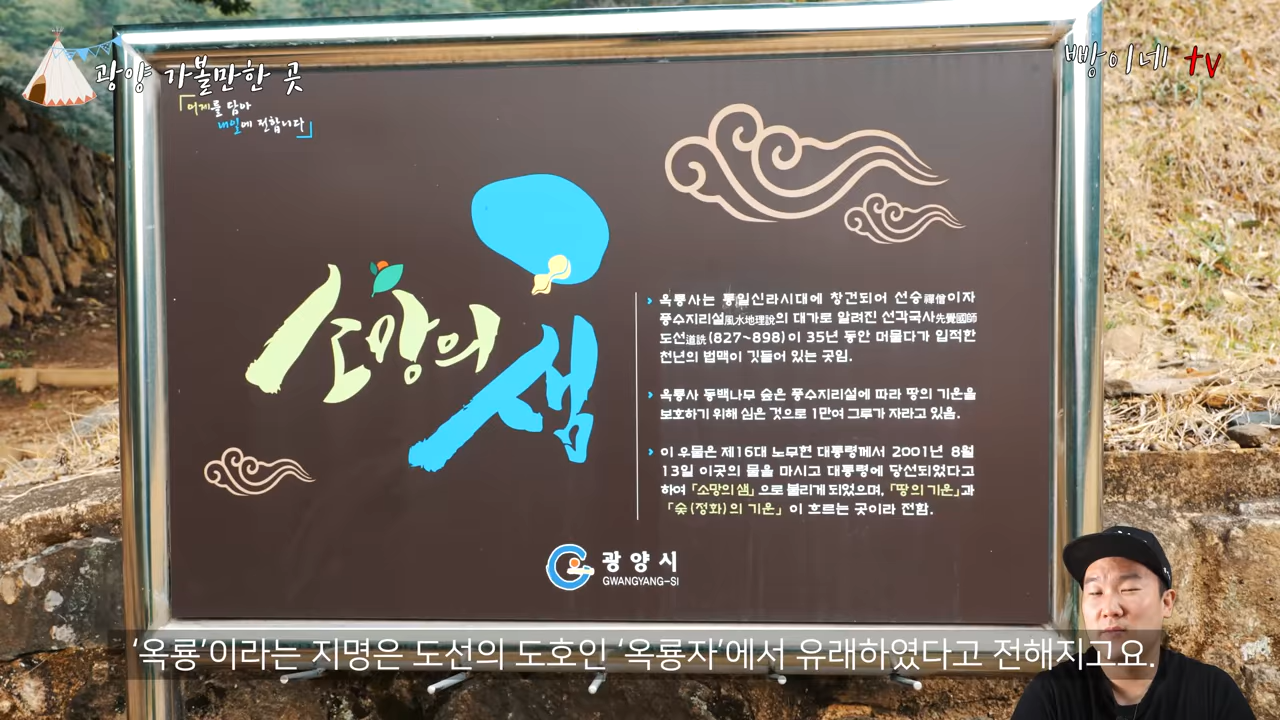 광양 가볼만한 곳
빵이네 tv
「어제를 담아
내일에 전합니다」
소망의
샘
› 옥룡사는 통일신라시대에 창건되어 선승禪僧이자
풍수지리설風水地理說의 대가로 알려진 선각국사先覺國師
도선道詵(827~898)이 35년 동안 머물다가 입적한
천년의 법맥이 깃들어 있는 곳임.
› 옥룡사 동백나무 숲은 풍수지리설에 따라 땅의 기운을
보호하기 위해 심은 것으로 1만여 그루가 자라고 있음.
› 이 우물은 제16대 노무현 대통령께서 2001년 8월
13일 이곳의 물을 마시고 대통령에 당선되었다고
하여 「소망의 샘」으로 불리게 되었으며, 「땅의 기운」과
「숯(정화)의 기운」이 흐르는 곳이라 전함.
광양시
GWANGYANG-SI
‘옥룡’이라는 지명은 도선의 도호인 ‘옥룡자’에서 유래하였다고 전해지고요.